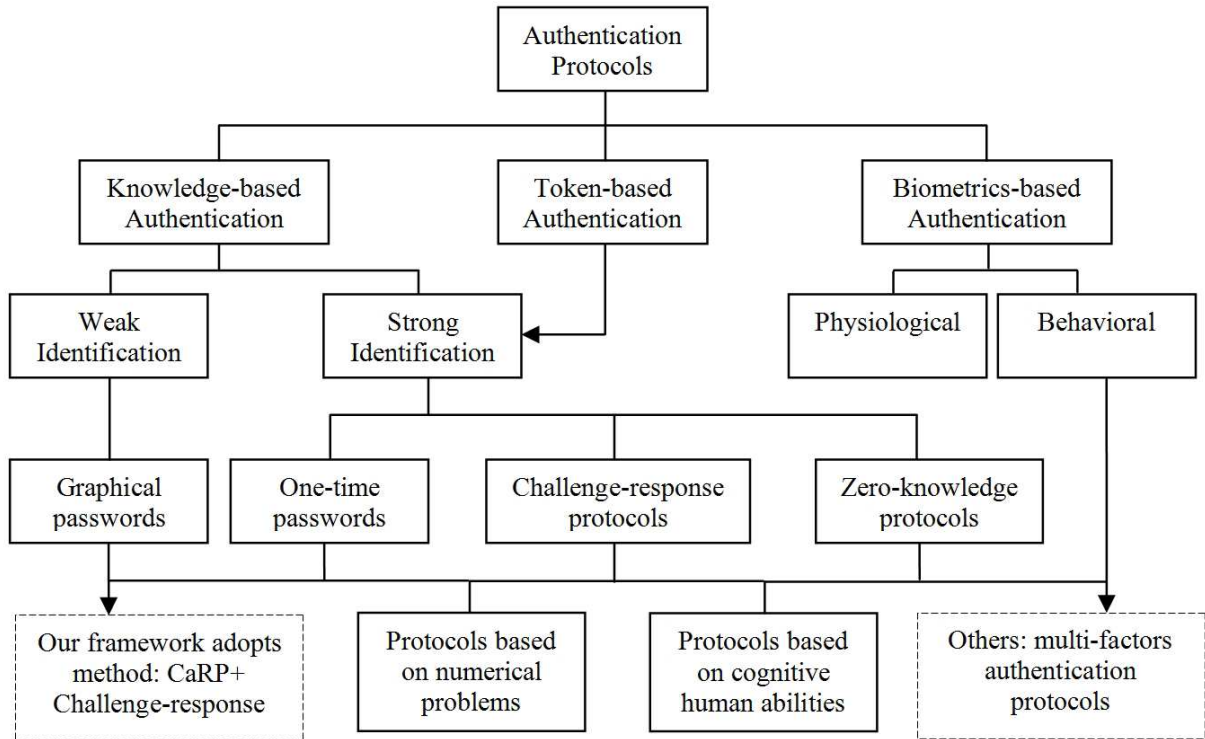 Authentication
Protocols
Knowledge-based
Authentication
Token-based
Authentication
Biometrics-based
Authentication
Weak
Identification
Strong
Identification
Physiological
Behavioral
Graphical
passwords
One-time
passwords
Challenge-response
protocols
Zero-knowledge
protocols
Our framework adopts
method: CaRP+
Challenge-response
Protocols based
on numerical
problems
Protocols based
on cognitive
human abilities
Others: multi-factors
authentication
protocols